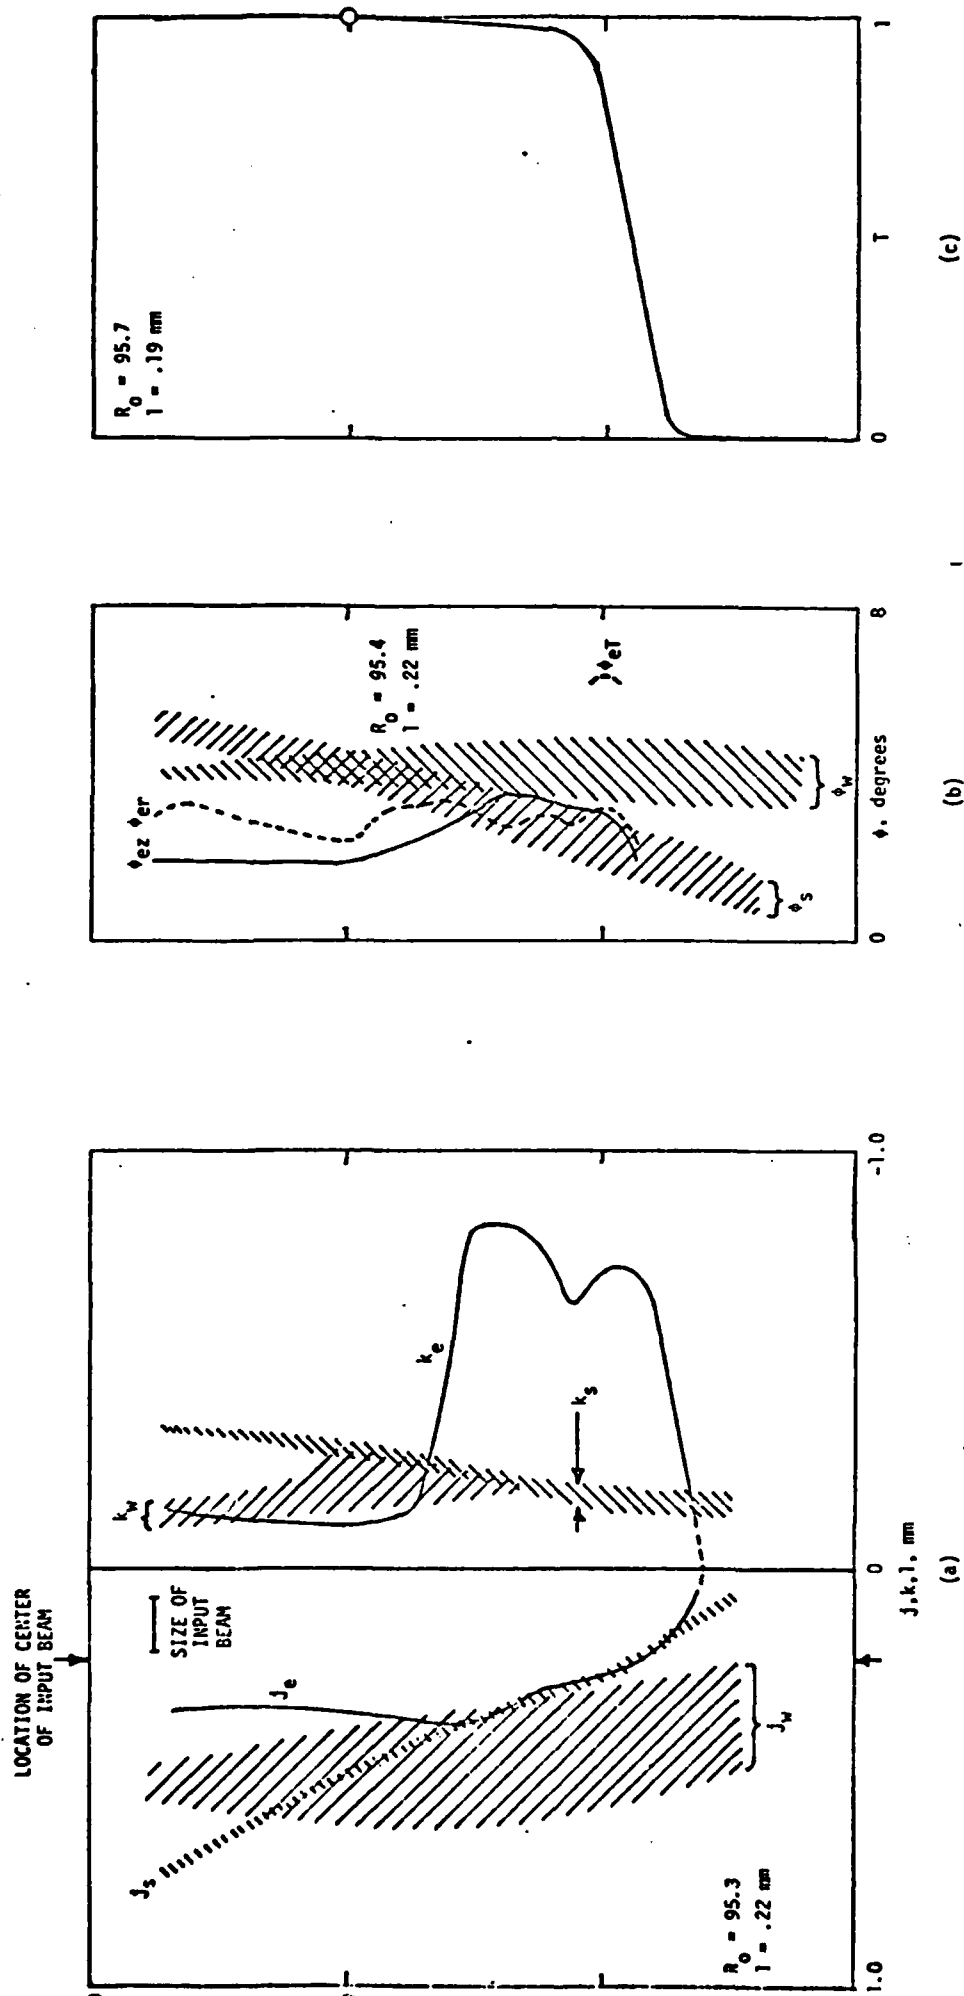 LOCATION OF CENTER
OF INPUT BEAM
SIZE OF
INPUT
BEAM
k_w
k_e
k_s
j_e
j_s
j_w
R_o = 95.3
l = .22 mm
1.0
0
-1.0
j,k,l, mm
(a)
ϕ_ez ϕ_er
R_o = 95.4
l = .22 mm
ϕ_eT
ϕ_w
ϕ_s
0
8
ϕ, degrees
(b)
R_o = 95.7
l = .19 mm
0
T
1
(c)